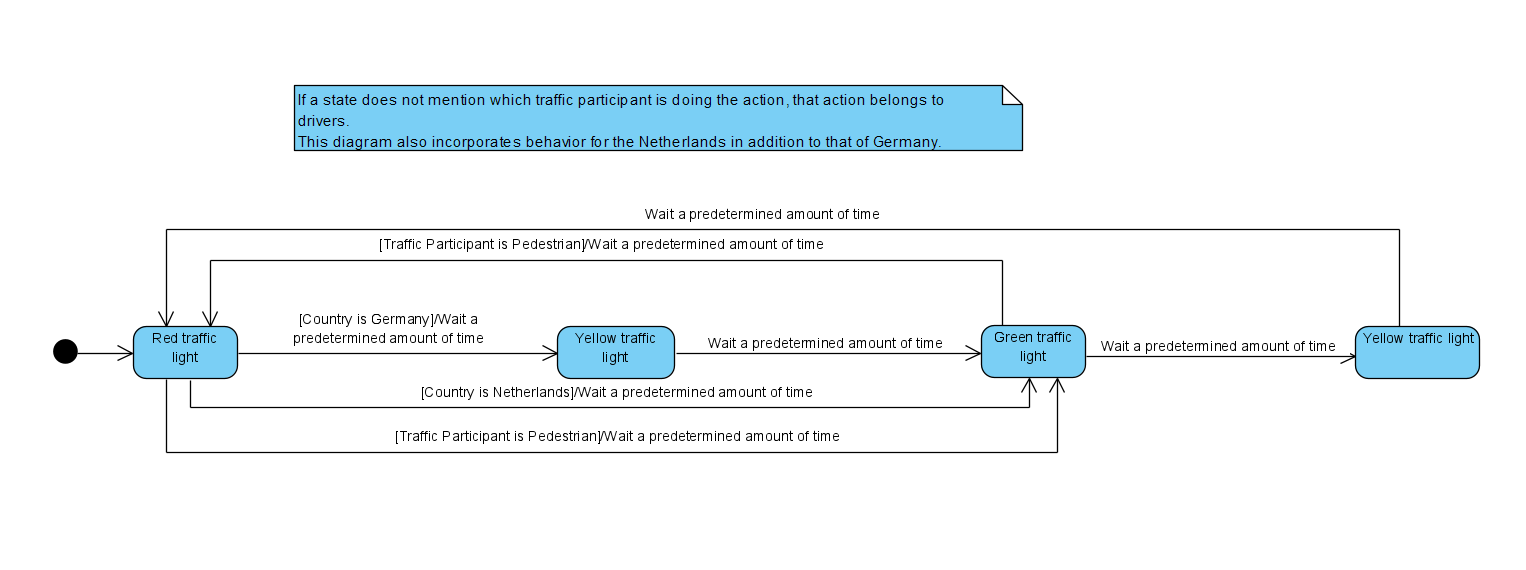 If a state does not mention which traffic participant is doing the action, that action belongs to
drivers.
This diagram also incorporates behavior for the Netherlands in addition to that of Germany.
Wait a predetermined amount of time
[Traffic Participant is Pedestrian]/Wait a predetermined amount of time
[Country is Germany]/Wait a
predetermined amount of time
Red traffic
light
Yellow traffic
light
Wait a predetermined amount of time
Green traffic
light
Wait a predetermined amount of time
Yellow traffic light
[Country is Netherlands]/Wait a predetermined amount of time
[Traffic Participant is Pedestrian]/Wait a predetermined amount of time